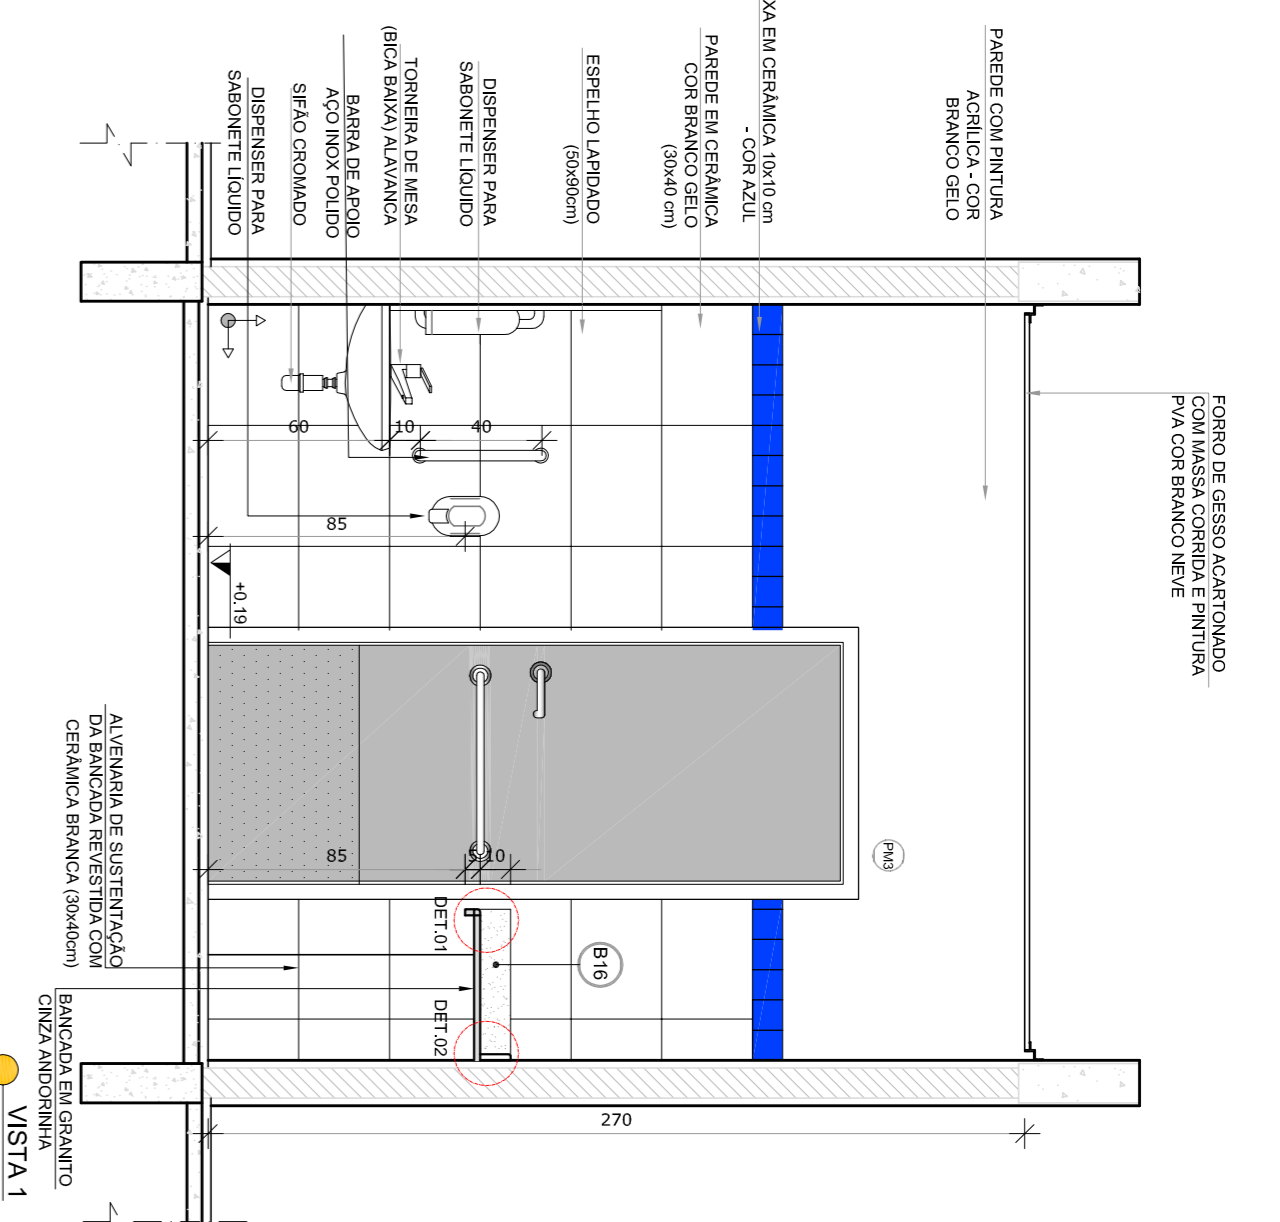 FORRO DE GESSO ACARTONADO
COM MASSA CORRIDA E PINTURA
PVA COR BRANCO NEVE
PAREDE COM PINTURA
ACRÍLICA - COR
BRANCO GELO
XA EM CERÂMICA 10x10 cm
- COR AZUL
PAREDE EM CERÂMICA
COR BRANCO GELO
(30x40 cm)
ESPELHO LAPIDADO
(50x90cm)
DISPENSER PARA
SABONETE LÍQUIDO
TORNEIRA DE MESA
(BICA BAIXA) ALAVANCA
BARRA DE APOIO
AÇO INOX POLIDO
SIFÃO CROMADO
DISPENSER PARA
SABONETE LÍQUIDO
60
10
40
85
+0.19
PM3
85
5
10
B16
DET.01
DET.02
270
ALVENARIA DE SUSTENTAÇÃO
DA BANCADA REVESTIDA COM
CERÂMICA BRANCA (30x40cm)
BANCADA EM GRANITO
CINZA ANDORINHA
VISTA 1